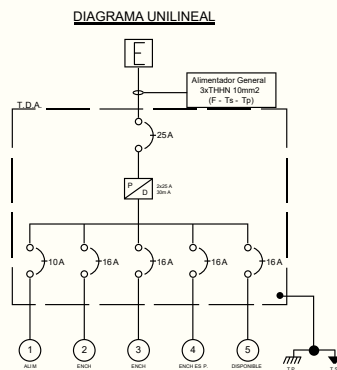 DIAGRAMA UNILINEAL
E
Alimentador General
3xTHHN 10mm2
(F - Ts - Tp)
T.D.A.
25A
P
D
2x25 A
30m A
10A
16A
16A
16A
16A
1
2
3
4
5
ALIM
ENCH
ENCH
ENCH ES P.
DISPONIBLE
T.P.
T.S.